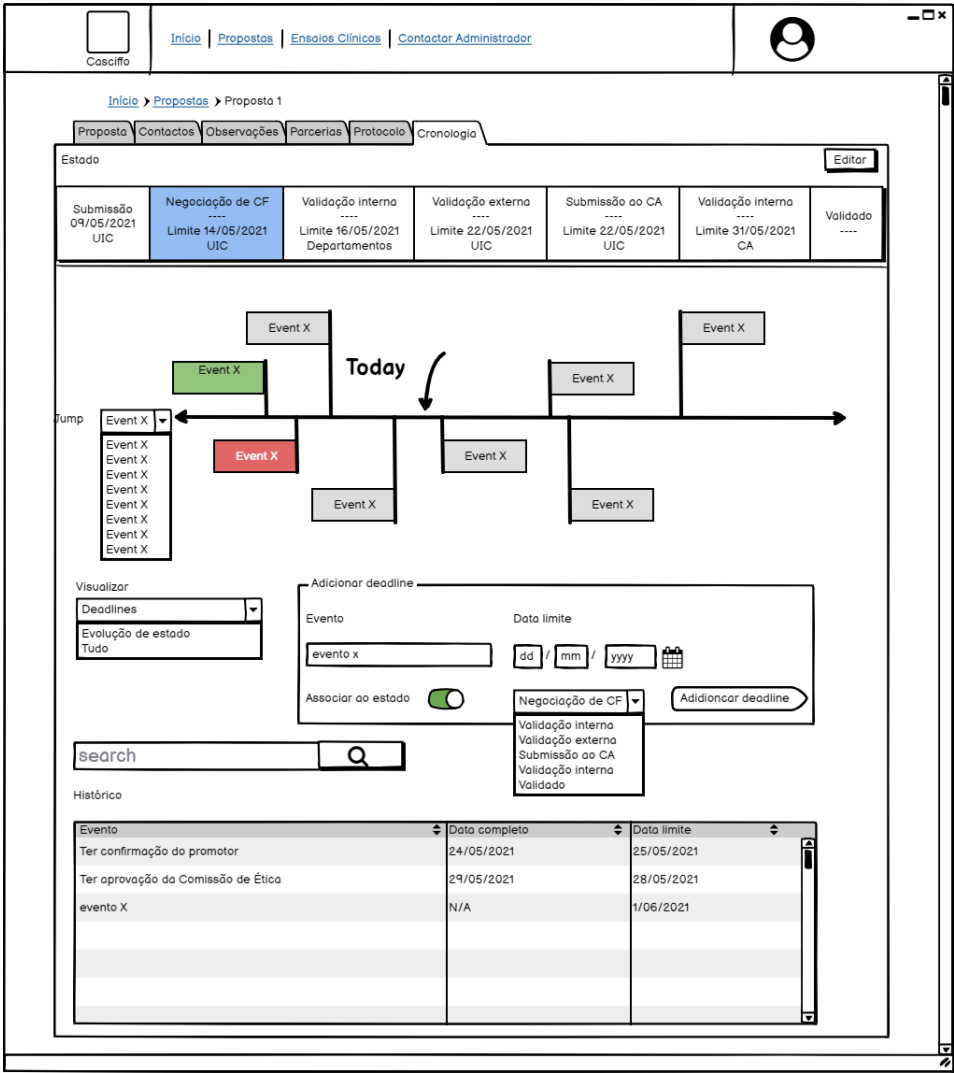 Casciffo
Início Propostas Ensaios Clínicos Contactar Administrador
Início Propostas Proposta 1
Proposta Contactos Observações Parcerias Protocolo Cronologia
Estado
Editar
Submissão
09/05/2021
UIC
Negociação de CF
----
Limite 14/05/2021
UIC
Validação interna
----
Limite 16/05/2021
Departamentos
Validação externa
----
Limite 22/05/2021
UIC
Submissão ao CA
----
Limite 22/05/2021
UIC
Validação interna
----
Limite 31/05/2021
CA
Validado
----
Event X
Event X
Today
Event X
Event X
Jump
Event X
Event X
Event X
Event X
Event X
Event X
Event X
Event X
Event X
Event X
Event X
Event X
Event X
Event X
Visualizar
Deadlines
Evolução de estado
Tudo
Adicionar deadline
Evento
Data limite
evento x
dd / mm / yyyy
Associar ao estado
Negociação de CF
Adidioncar deadline
Validação interna
Validação externa
Submissão ao CA
Validação interna
Validado
search
Histórico
Evento Data completo Data limite
Ter confirmação do promotor 24/05/2021 25/05/2021
Ter aprovação da Comissão de Ética 29/05/2021 28/05/2021
evento X N/A 1/06/2021